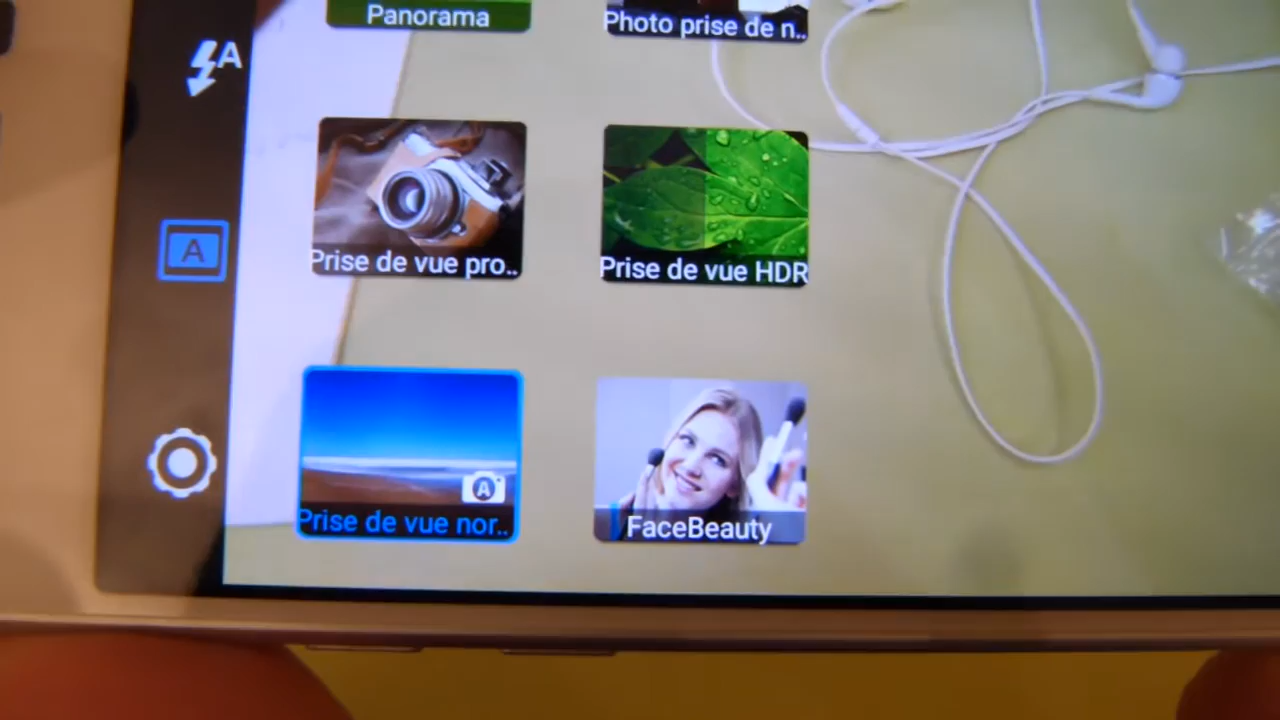 Panorama
Photo prise de n..
A
Prise de vue pro..
Prise de vue HDR
A
Prise de vue nor..
A
FaceBeauty